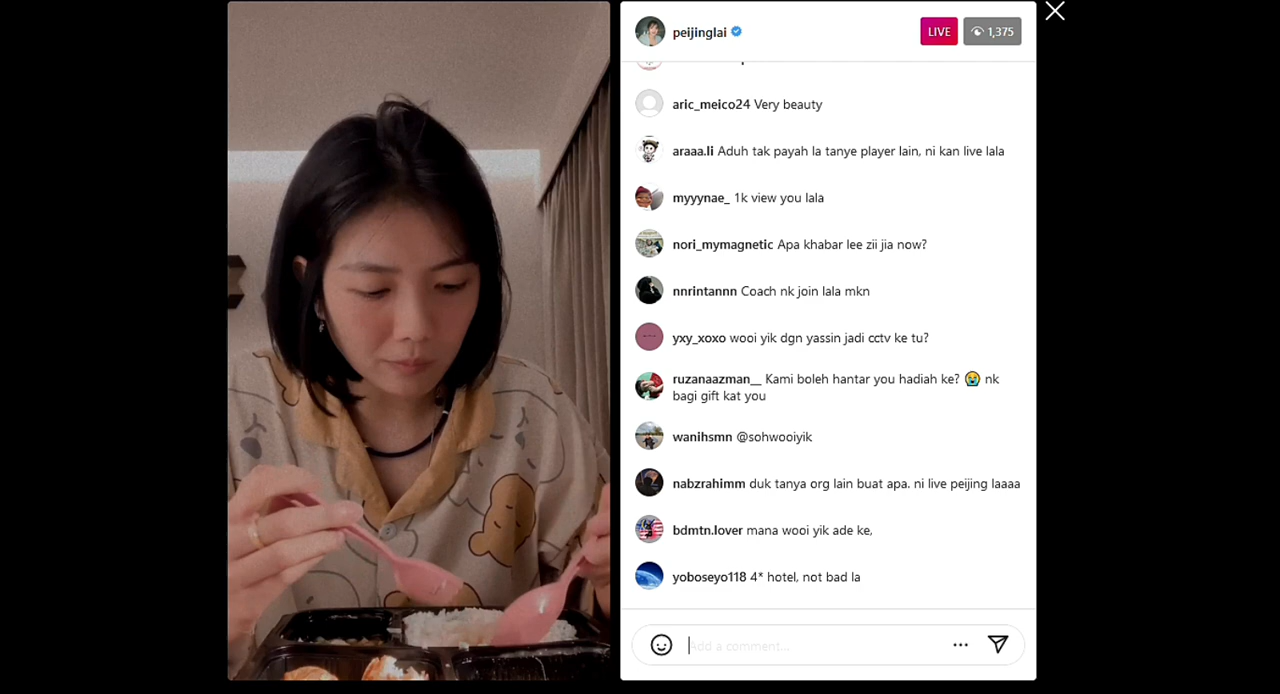 peijinglai
LIVE
1,375
aric_meico24 Very beauty
araaa.li Aduh tak payah la tanye player lain, ni kan live lala
myyynae_ 1k view you lala
nori_mymagnetic Apa khabar lee zii jia now?
nnrintannn Coach nk join lala mkn
yxy_xoxo wooi yik dgn yassin jadi cctv ke tu?
ruzanaazman__ Kami boleh hantar you hadiah ke? 😭 nk
bagi gift kat you
wanihsmn @sohwooiyik
nabzrahimm duk tanya org lain buat apa. ni live peijing laaaa
bdmtn.lover mana wooi yik ade ke,
yoboseyo118 4* hotel, not bad la
Add a comment...